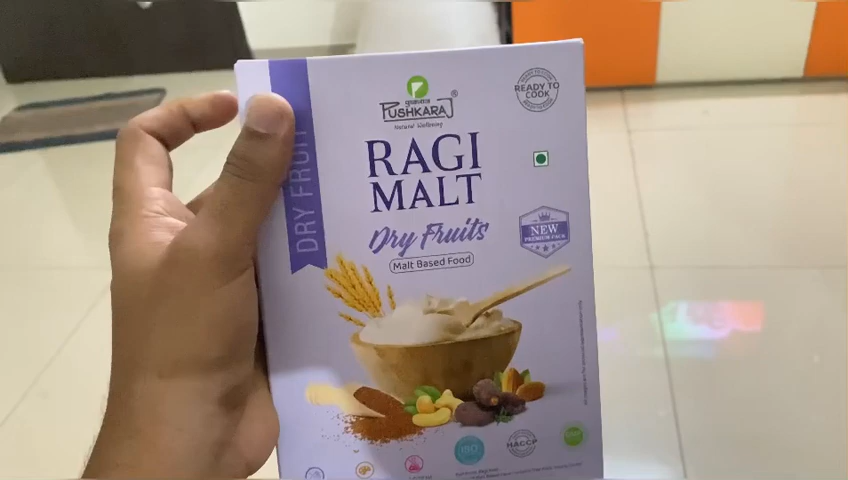 PUSHKARAJ
®
Natural Wellbeing
READY TO
COOK
RAGI
MALT
DRY FRUIT
Dry Fruits
NEW
PREMIUM PACK
Malt Based Food
ISO
HACCP